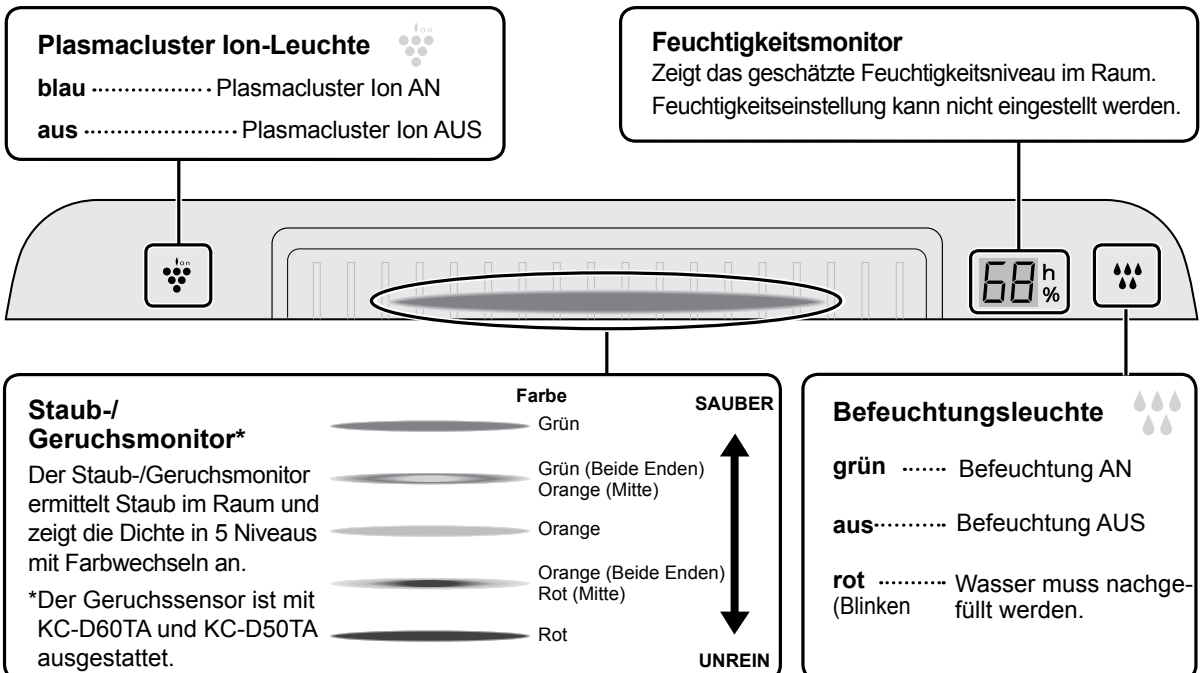 Plasmacluster Ion-Leuchte
ion
blau ................... Plasmacluster Ion AN
aus ........................ Plasmacluster Ion AUS
Feuchtigkeitsmonitor
Zeigt das geschätzte Feuchtigkeitsniveau im Raum.
Feuchtigkeitseinstellung kann nicht eingestellt werden.
ion
68 h
%
Staub-/
Geruchsmonitor*
Der Staub-/Geruchsmonitor
ermittelt Staub im Raum und
zeigt die Dichte in 5 Niveaus
mit Farbwechseln an.
*Der Geruchssensor ist mit
KC-D60TA und KC-D50TA
ausgestattet.
Farbe
Grün
Grün (Beide Enden)
Orange (Mitte)
Orange
Orange (Beide Enden)
Rot (Mitte)
Rot
SAUBER
UNREIN
Befeuchtungsleuchte
grün ....... Befeuchtung AN
aus........... Befeuchtung AUS
rot .......... Wasser muss nachge-
(Blinken füllt werden.